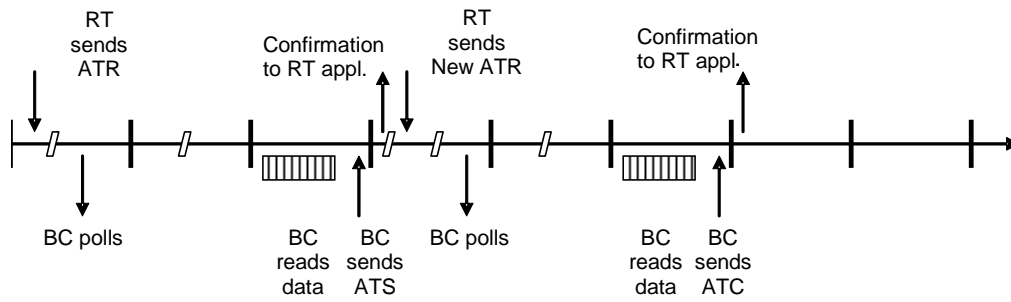 RT
sends
ATR
Confirmation
to RT appl.
RT
sends
New ATR
Confirmation
to RT appl.
BC polls
BC
reads
data
BC
sends
ATS
BC polls
BC
reads
data
BC
sends
ATC